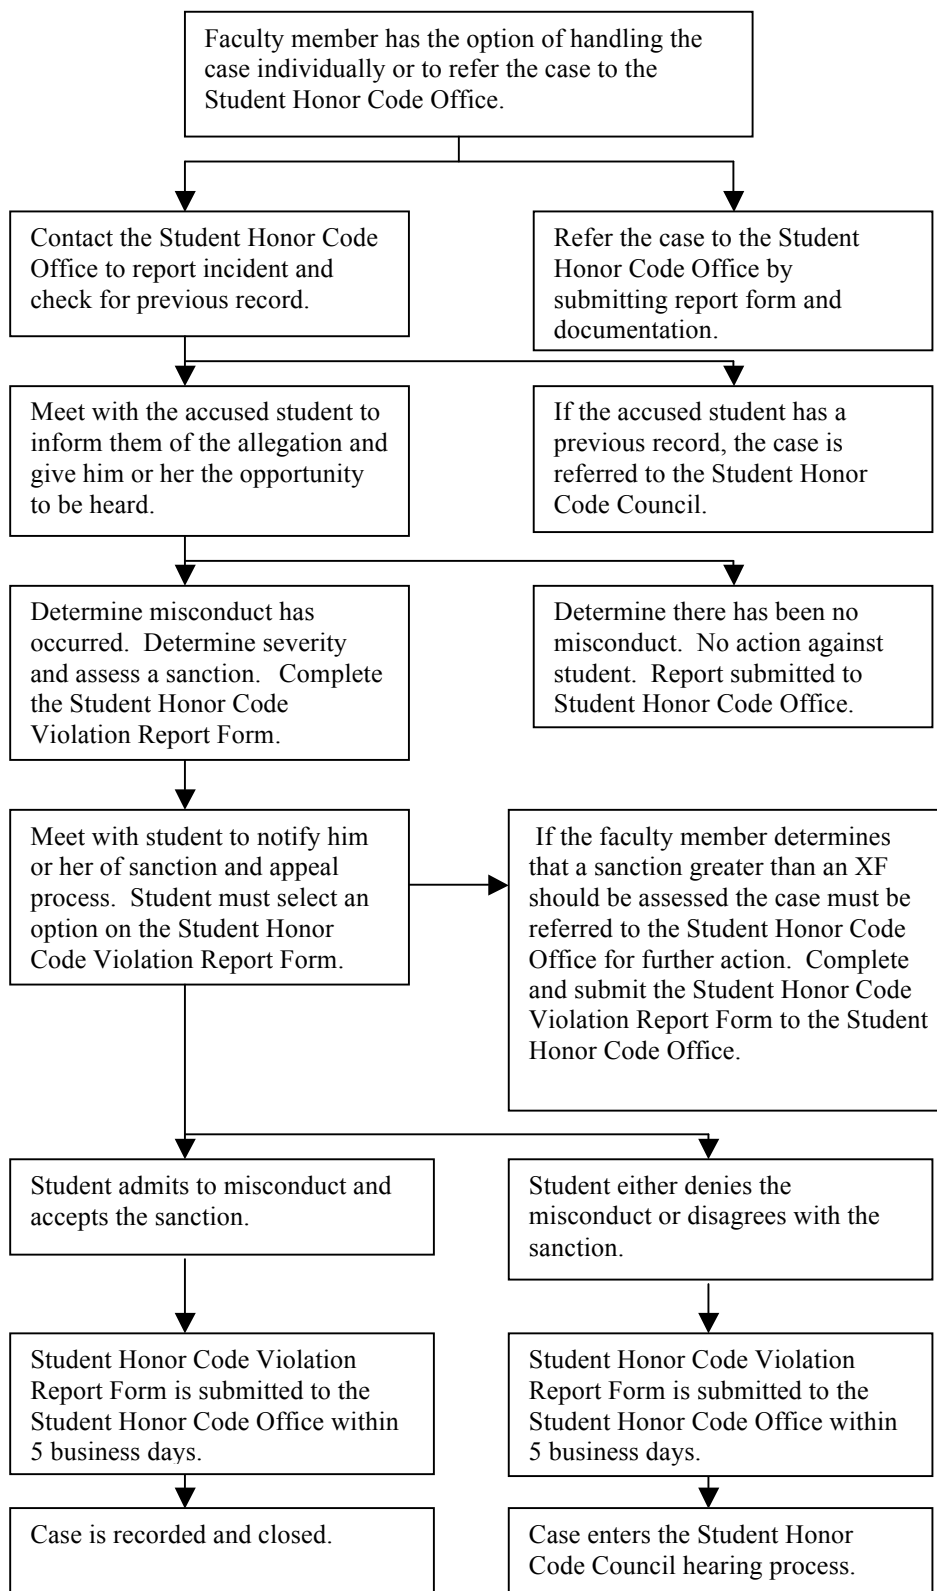 Faculty member has the option of handling the
case individually or to refer the case to the
Student Honor Code Office.
Contact the Student Honor Code
Office to report incident and
check for previous record.
Refer the case to the Student
Honor Code Office by
submitting report form and
documentation.
Meet with the accused student to
inform them of the allegation and
give him or her the opportunity
to be heard.
If the accused student has a
previous record, the case is
referred to the Student Honor
Code Council.
Determine misconduct has
occurred.  Determine severity
and assess a sanction.  Complete
the Student Honor Code
Violation Report Form.
Determine there has been no
misconduct.  No action against
student.  Report submitted to
Student Honor Code Office.
Meet with student to notify him
or her of sanction and appeal
process.  Student must select an
option on the Student Honor
Code Violation Report Form.
If the faculty member determines
that a sanction greater than an XF
should be assessed the case must be
referred to the Student Honor Code
Office for further action.  Complete
and submit the Student Honor Code
Violation Report Form to the Student
Honor Code Office.
Student admits to misconduct and
accepts the sanction.
Student either denies the
misconduct or disagrees with the
sanction.
Student Honor Code Violation
Report Form is submitted to the
Student Honor Code Office within
5 business days.
Student Honor Code Violation
Report Form is submitted to the
Student Honor Code Office within
5 business days.
Case is recorded and closed.
Case enters the Student Honor
Code Council hearing process.